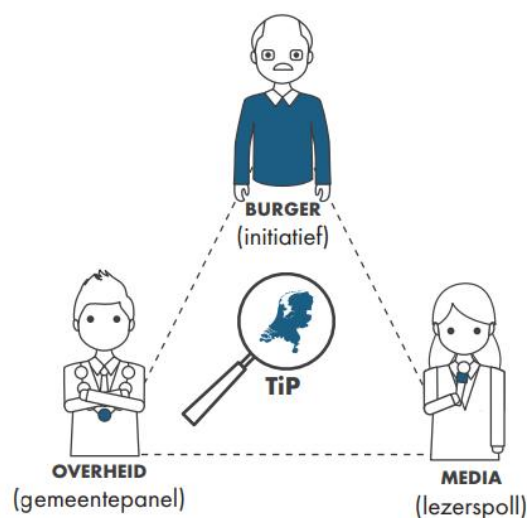 BURGER
(initiatief)
TiP
OVERHEID
(gemeentepanel)
MEDIA
(lezerspoll)